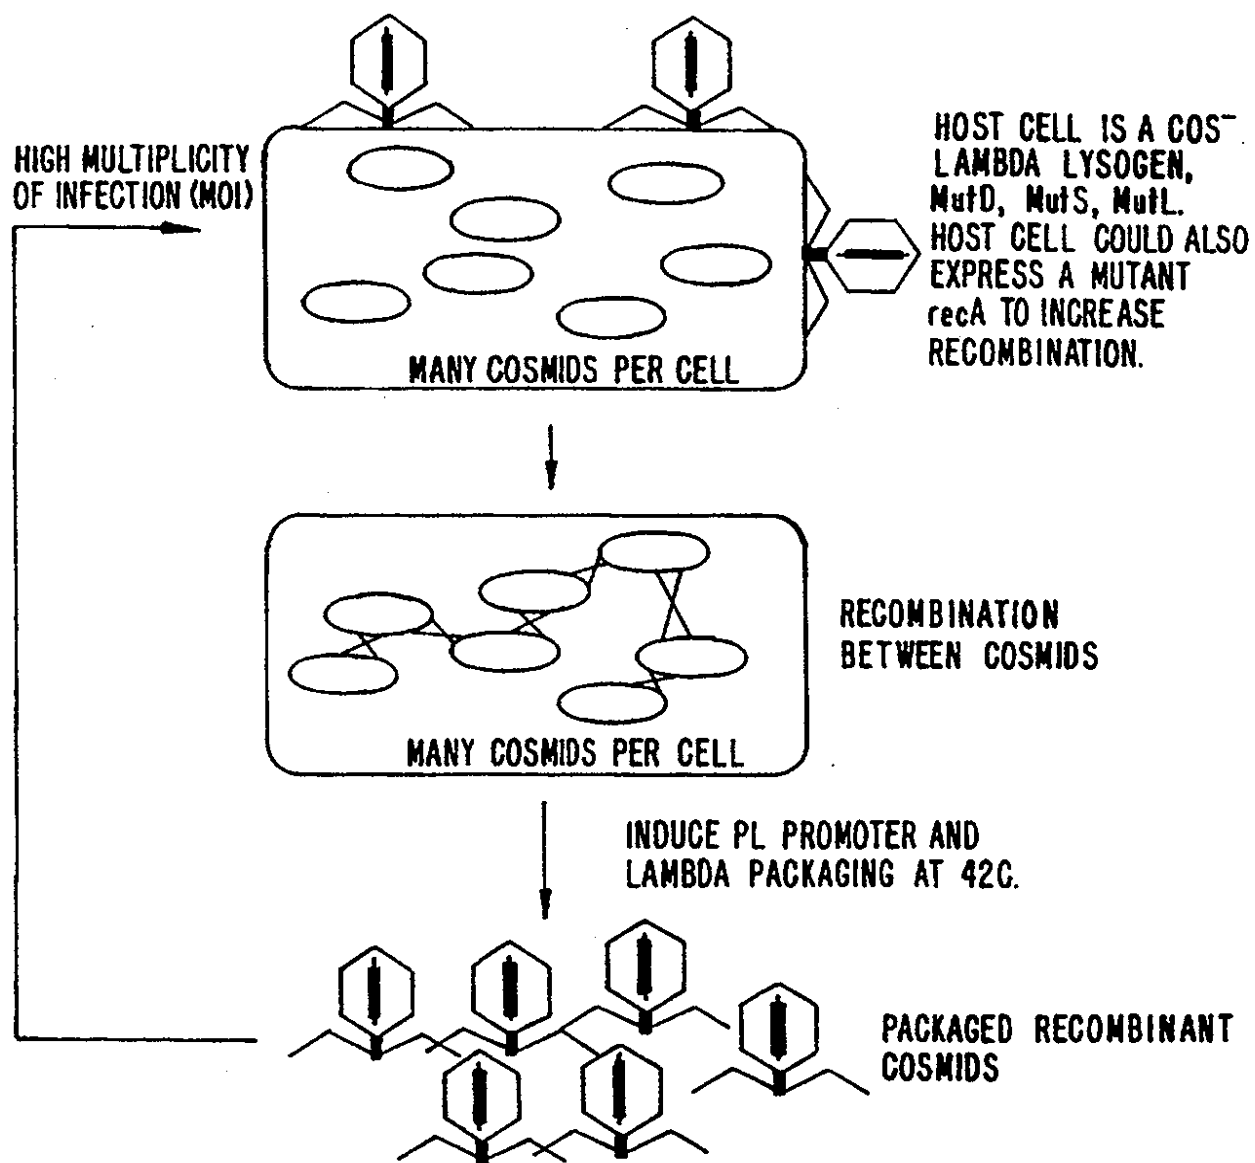 HIGH MULTIPLICITY
OF INFECTION (MOI)
HOST CELL IS A COS⁻
LAMBDA LYSOGEN,
MutD, MutS, MutL.
HOST CELL COULD ALSO
EXPRESS A MUTANT
recA TO INCREASE
RECOMBINATION.
MANY COSMIDS PER CELL
RECOMBINATION
BETWEEN COSMIDS
MANY COSMIDS PER CELL
INDUCE PL PROMOTER AND
LAMBDA PACKAGING AT 42C.
PACKAGED RECOMBINANT
COSMIDS